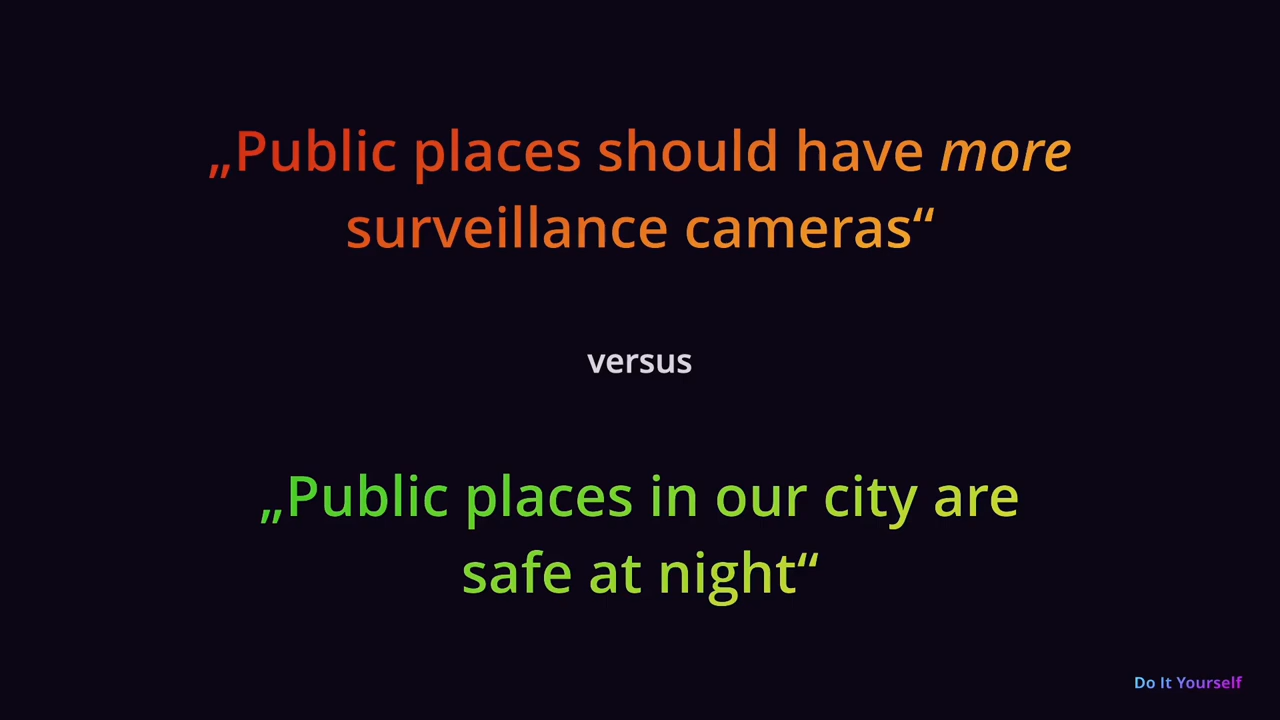 „Public places should have more
surveillance cameras“
versus
„Public places in our city are
safe at night“
Do It Yourself